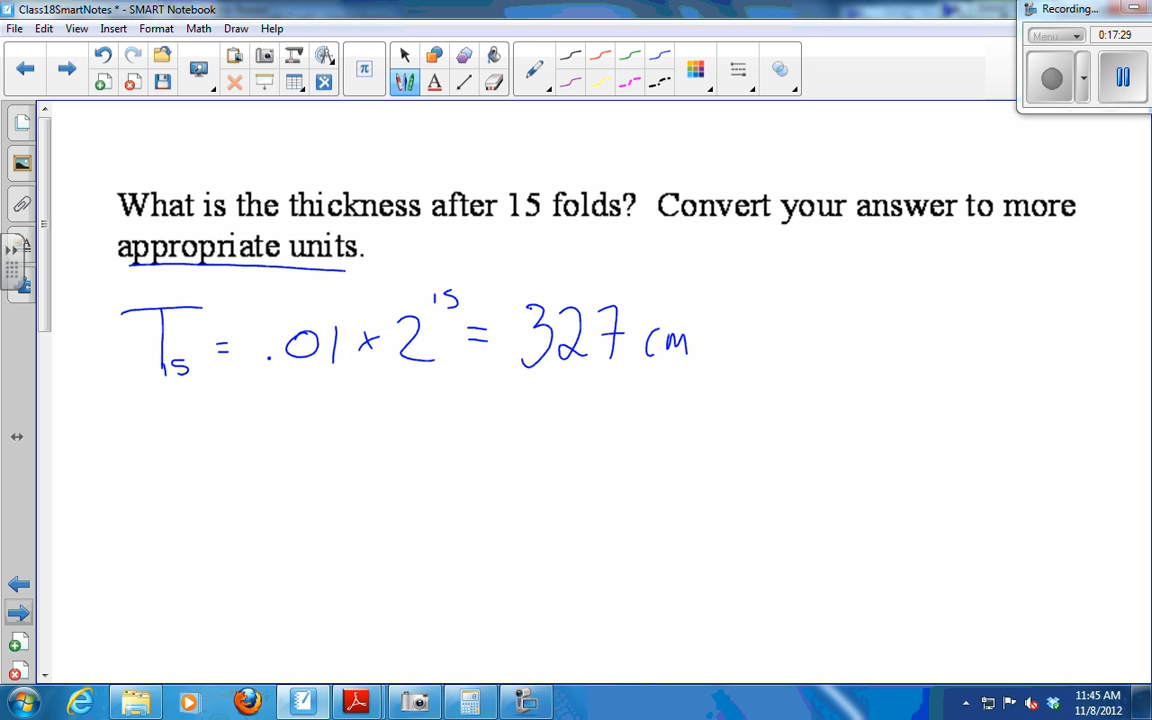 Class18SmartNotes * - SMART Notebook
Recording...
File Edit View Insert Format Math Draw Help
Menu
0:17:29
π
A
What is the thickness after 15 folds? Convert your answer to more
appropriate units.
T15 = .01 × 2^15 = 327 cm
11:45 AM
11/8/2012